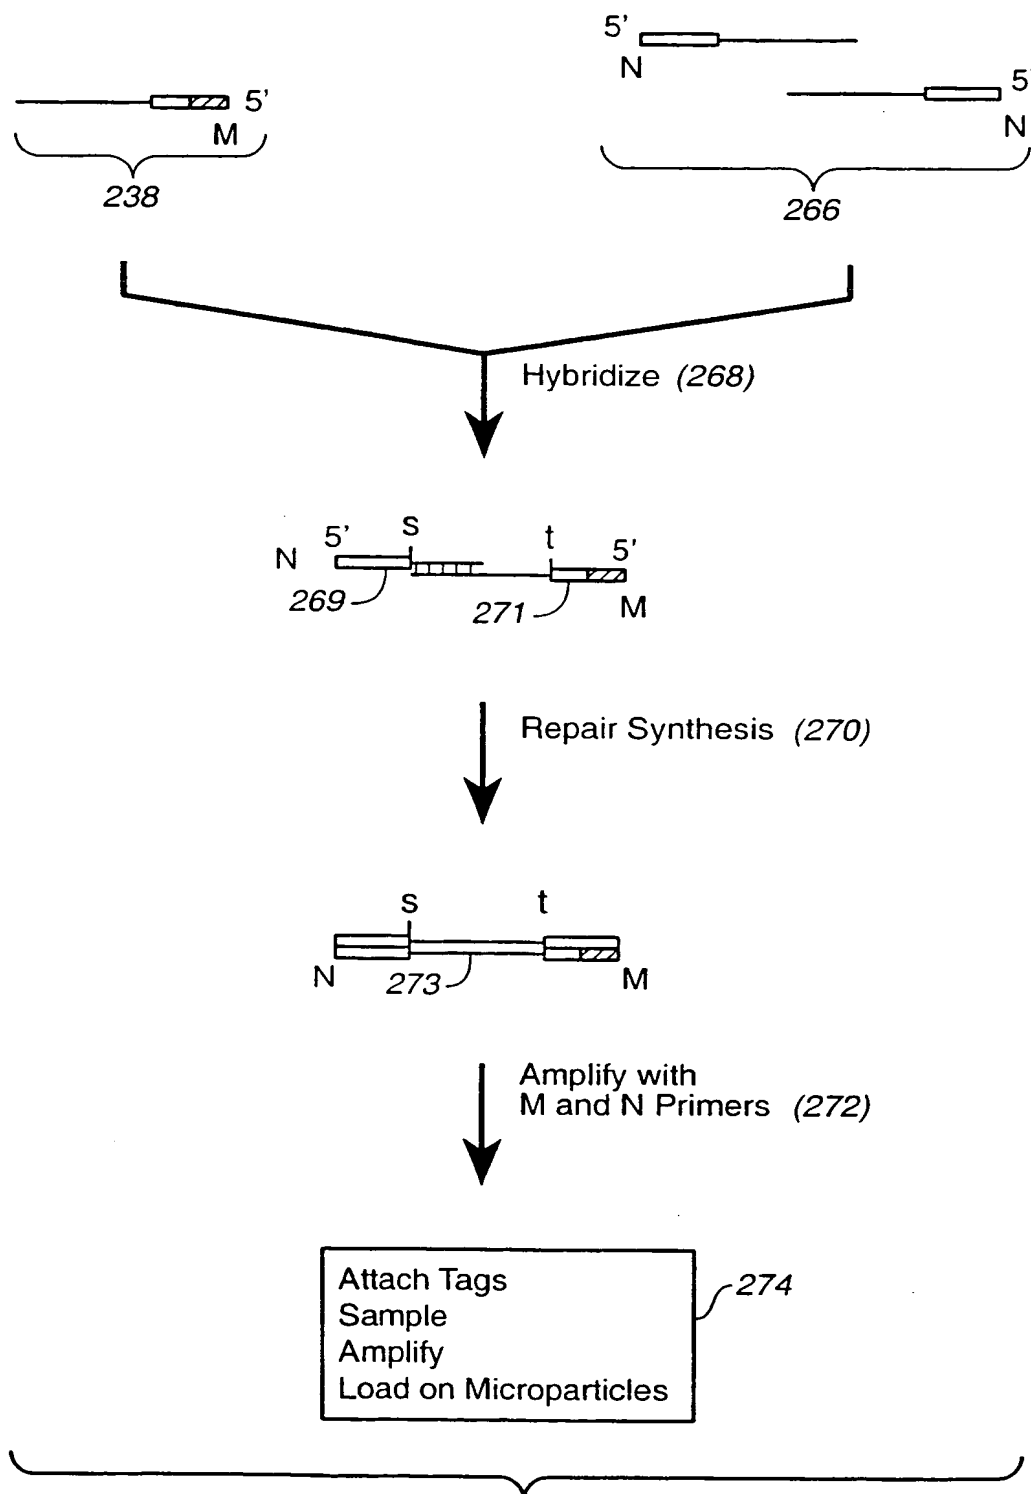 5'
N
5'
N
5'
M
238
266
Hybridize (268)
N 5' s t 5'
269 271 M
Repair Synthesis (270)
s t
N 273 M
Amplify with
M and N Primers (272)
Attach Tags
Sample
Amplify
Load on Microparticles
274